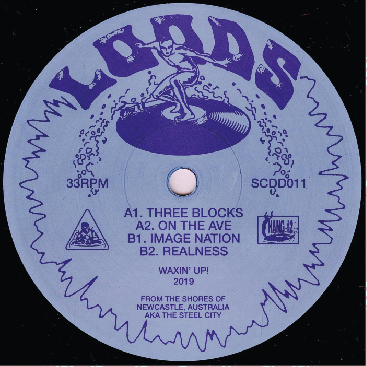 LOODS
33RPM
SCDD011
A1. THREE BLOCKS
A2. ON THE AVE
B1. IMAGE NATION
B2. REALNESS
WAXIN' UP!
2019
FROM THE SHORES OF
NEWCASTLE, AUSTRALIA
AKA THE STEEL CITY